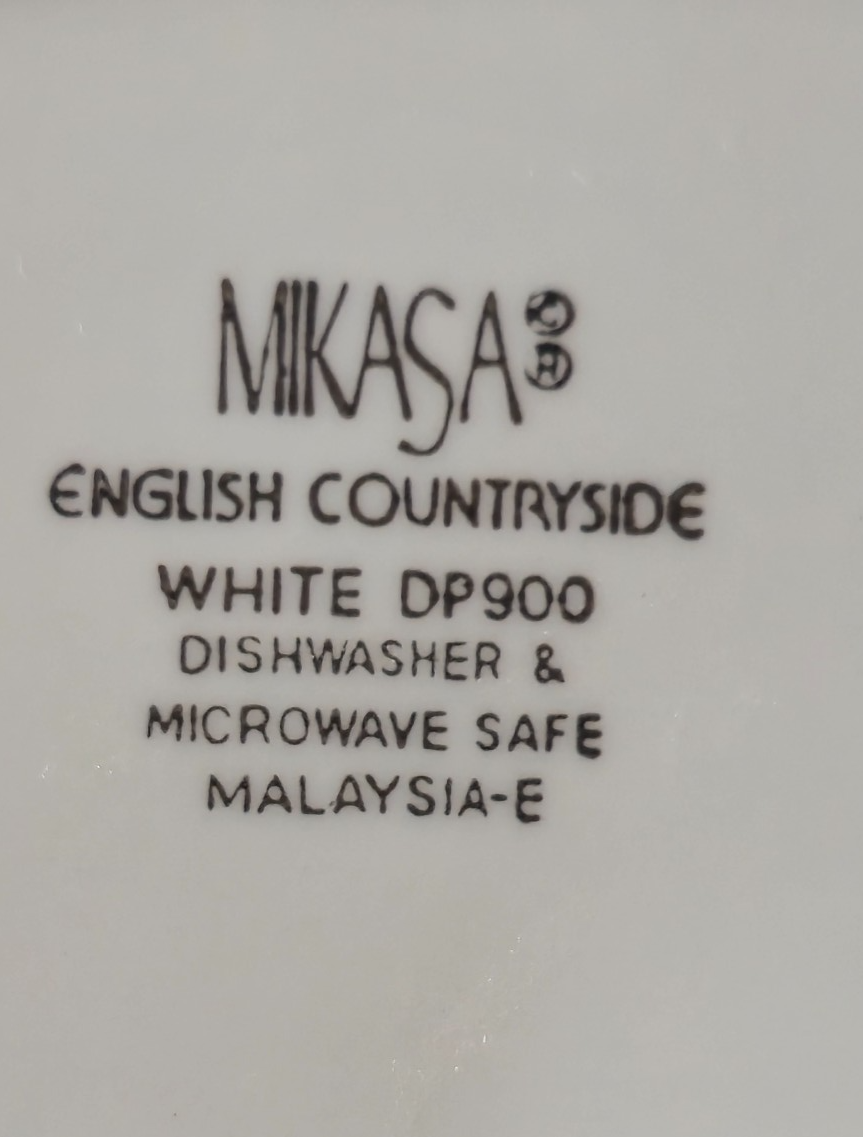 MIKASA © Ⓗ
ENGLISH COUNTRYSIDE
WHITE DP900
DISHWASHER &
MICROWAVE SAFE
MALAYSIA-E